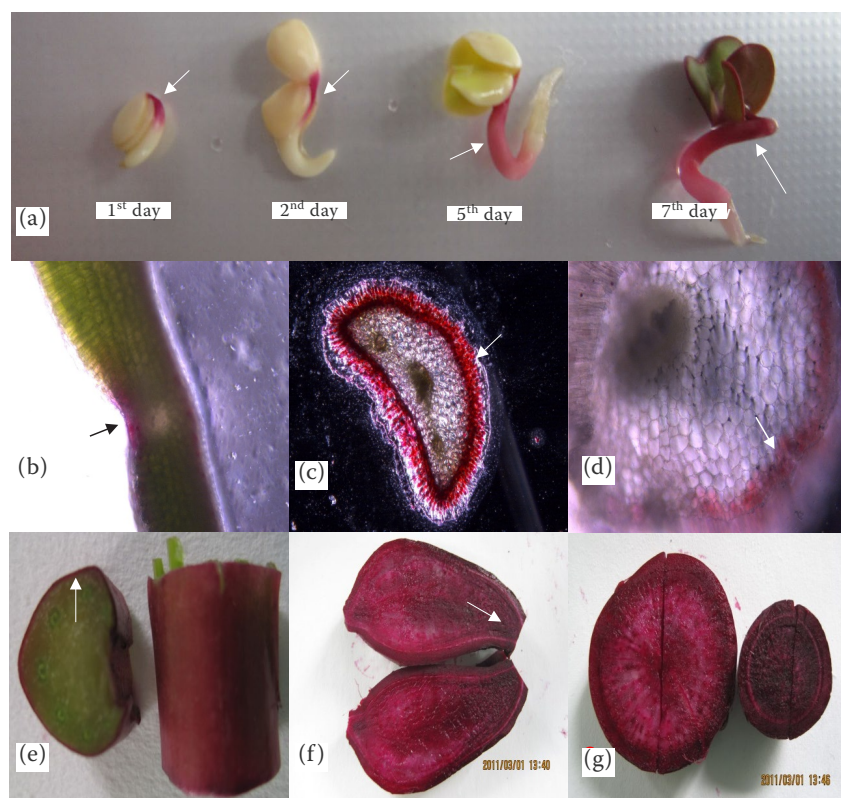 (a)
1st day
2nd day
5th day
7th day
(b)
(c)
(d)
(e)
(f)
2011/03/01 13:40
(g)
2011/03/01 13:46